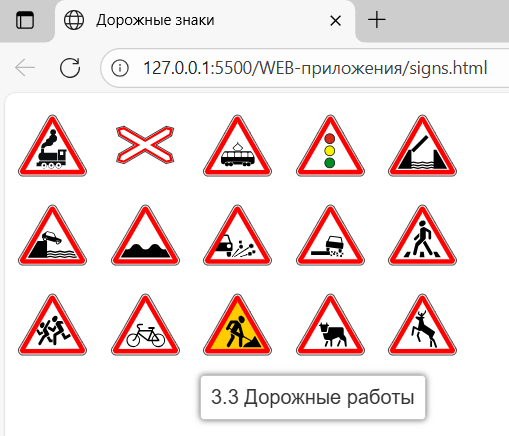 Дорожные знаки
127.0.0.1:5500/WEB-приложения/signs.html
3.3 Дорожные работы